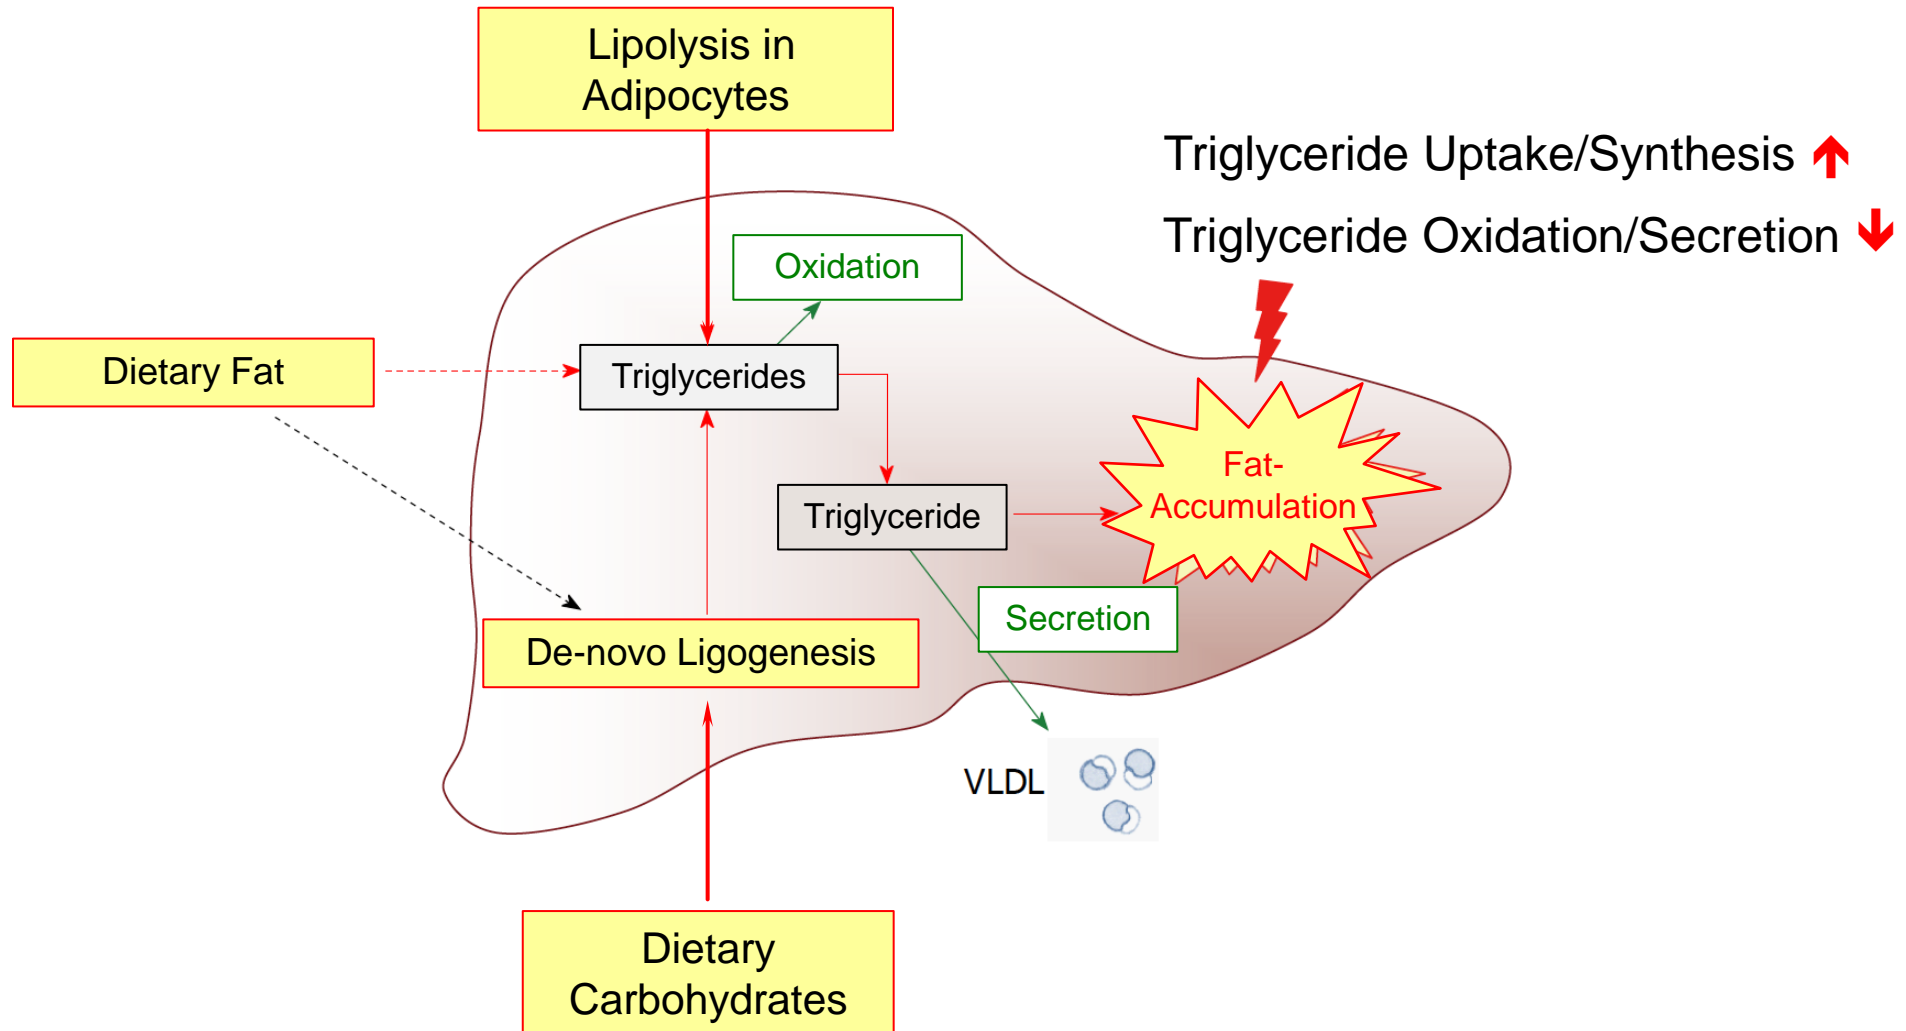 Lipolysis in
Adipocytes
Triglyceride Uptake/Synthesis ↑
Triglyceride Oxidation/Secretion ↓
Oxidation
Dietary Fat
Triglycerides
Fat-
Accumulation
Triglyceride
Secretion
De-novo Ligogenesis
VLDL
Dietary
Carbohydrates